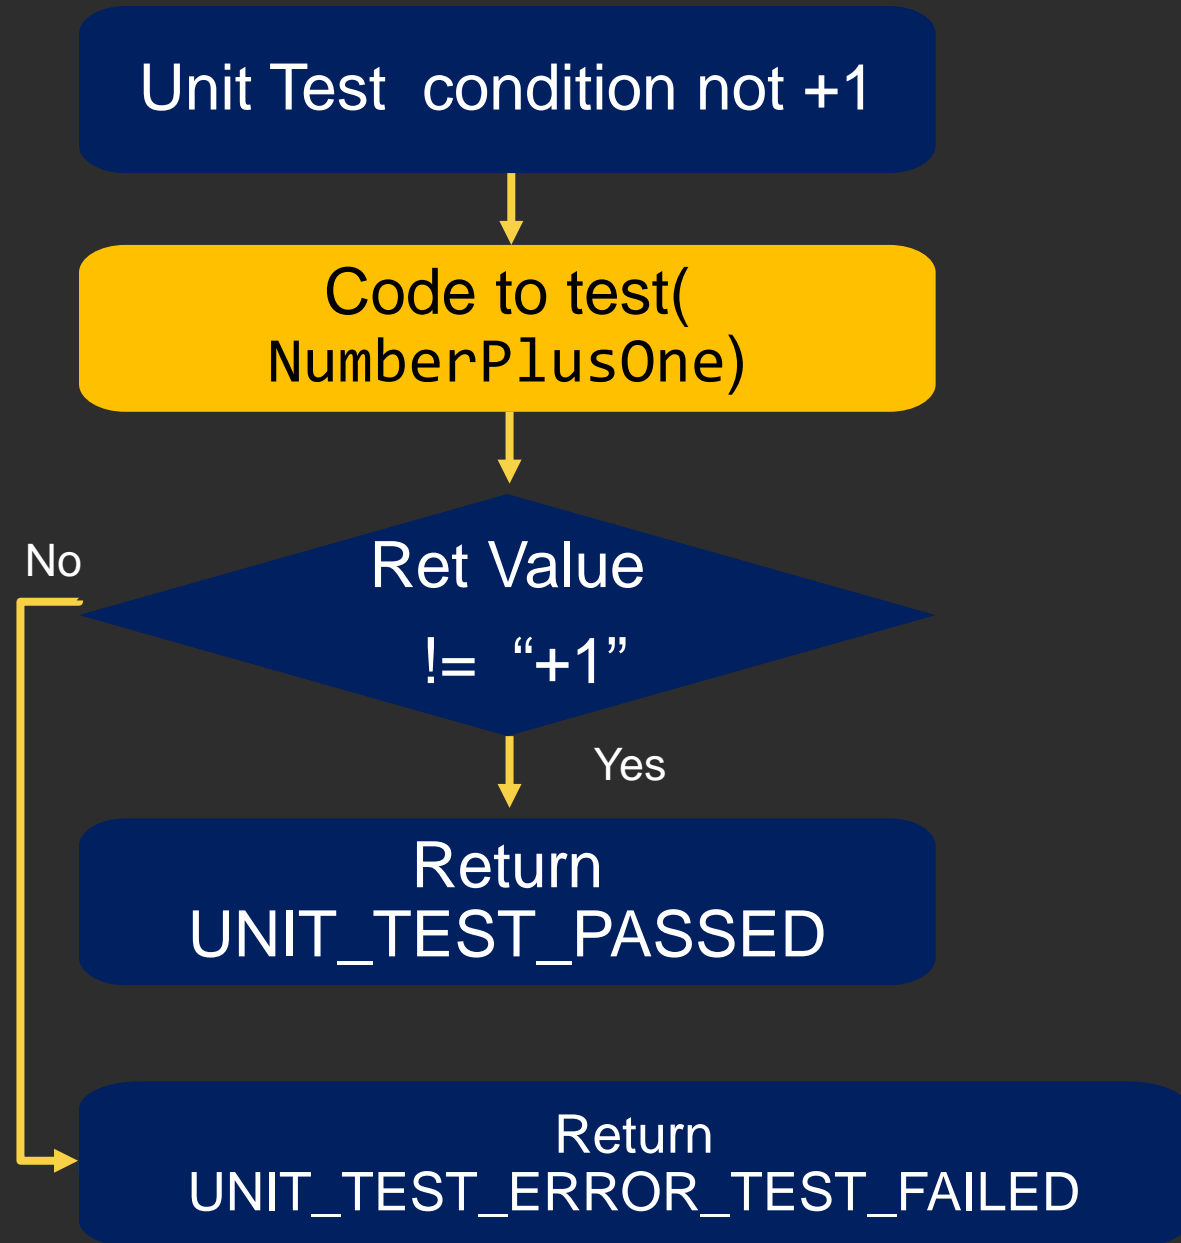 Unit Test  condition not +1
Code to test(
NumberPlusOne)
No
Ret Value
!=  “+1”
Yes
Return
UNIT_TEST_PASSED
Return
UNIT_TEST_ERROR_TEST_FAILED